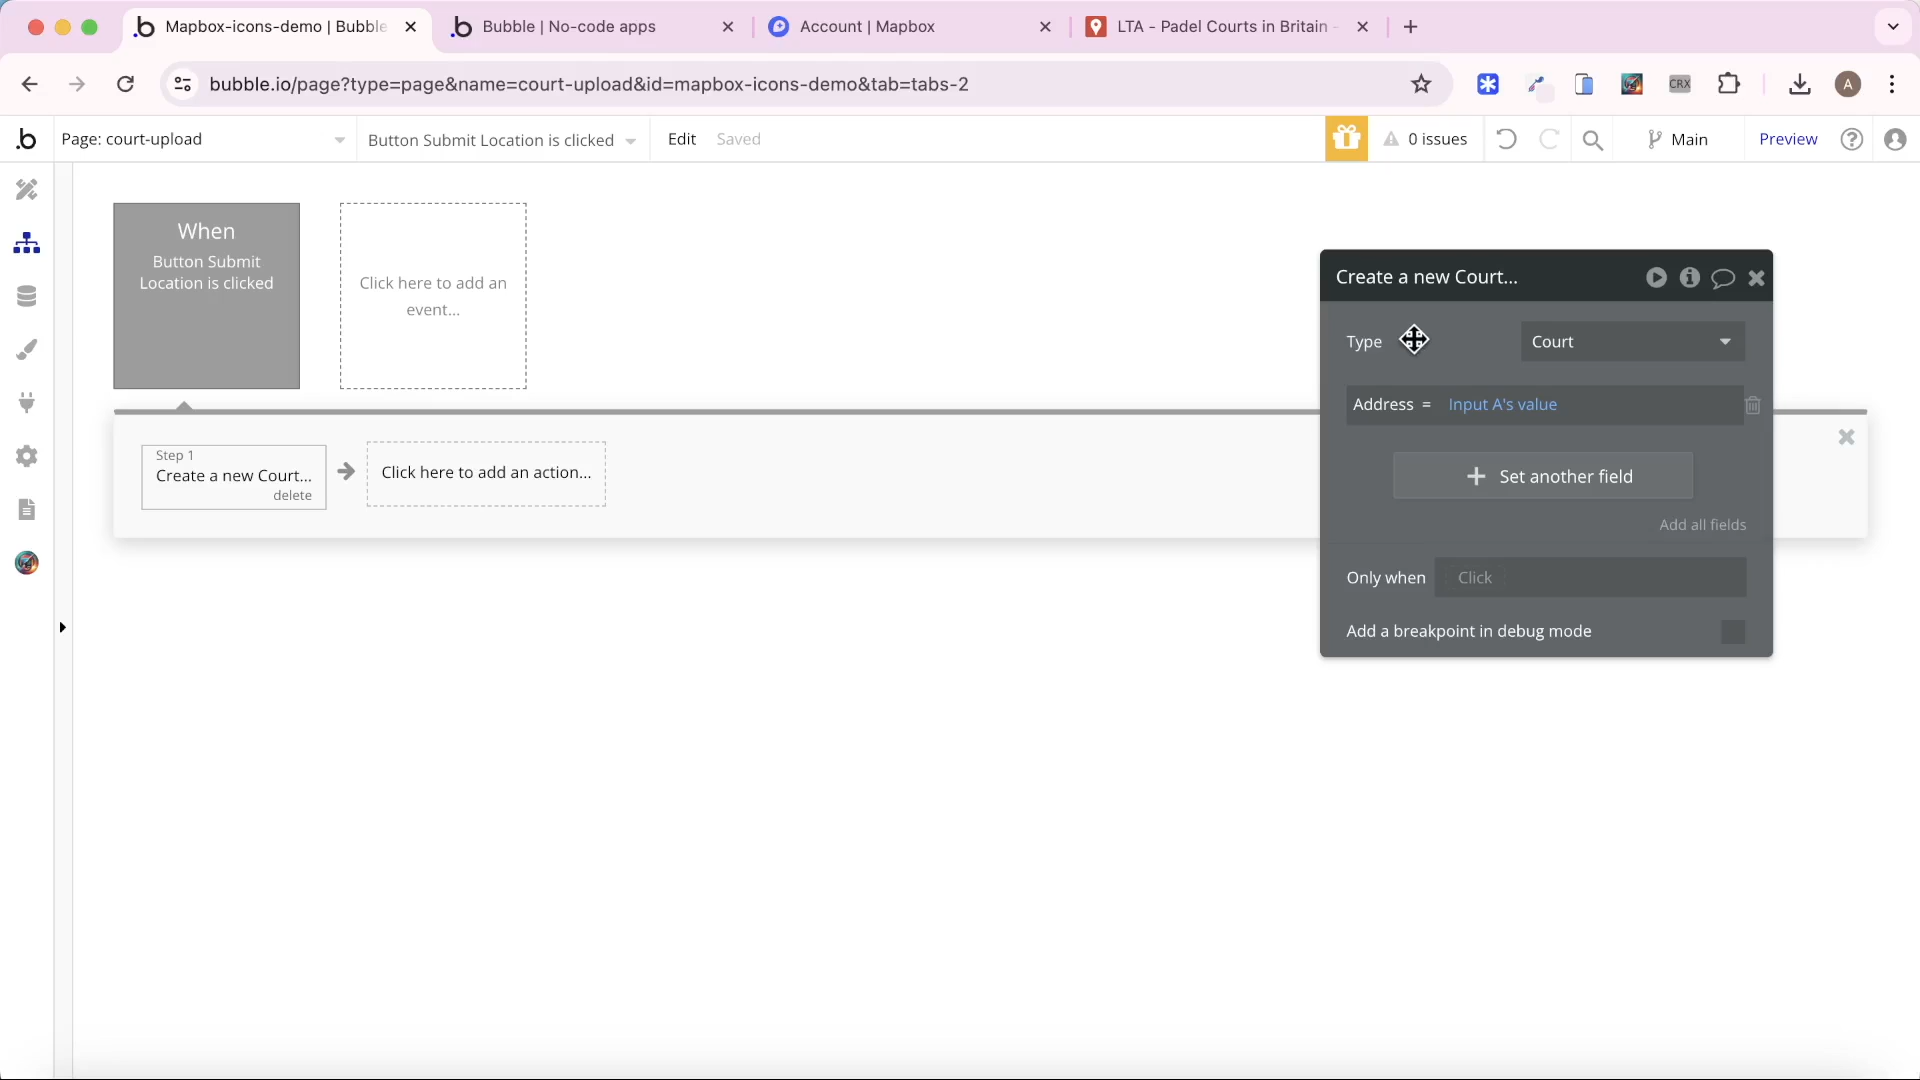 Mapbox-icons-demo | Bubble
Bubble | No-code apps
Account | Mapbox
LTA - Padel Courts in Britain -
bubble.io/page?type=page&name=court-upload&id=mapbox-icons-demo&tab=tabs-2
CRX
A
b
Page: court-upload
Button Submit Location is clicked
Edit
Saved
0 issues
Main
Preview
When
Button Submit
Location is clicked
Click here to add an
event...
Create a new Court...
Type
Court
Address = Input A's value
Set another field
Add all fields
Only when
Click
Add a breakpoint in debug mode
Step 1
Create a new Court...
delete
Click here to add an action...